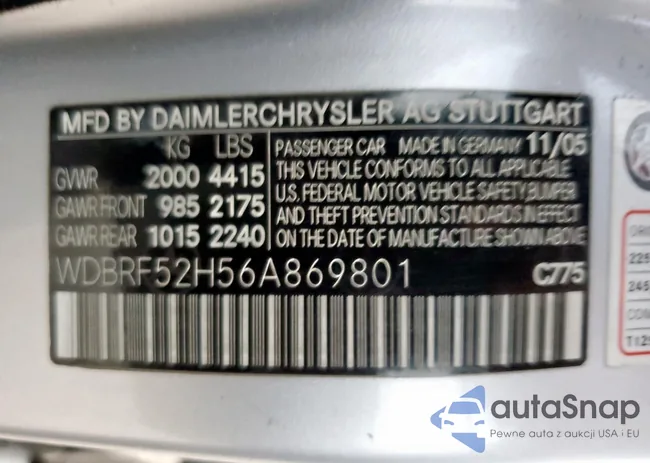 MFD BY DAIMLERCHRYSLER AG STUTTGART
KG LBS
GVWR 2000 4415
GAWR FRONT 985 2175
GAWR REAR 1015 2240
PASSENGER CAR MADE IN GERMANY 11/05
THIS VEHICLE CONFORMS TO ALL APPLICABLE
U.S. FEDERAL MOTOR VEHICLE SAFETY,BUMPER
AND THEFT PREVENTION STANDARDS IN EFFECT
ON THE DATE OF MANUFACTURE SHOWN ABOVE
WDBRF52H56A869801 C775
225
245
autaSnap
Pewne auta z aukcji USA i EU